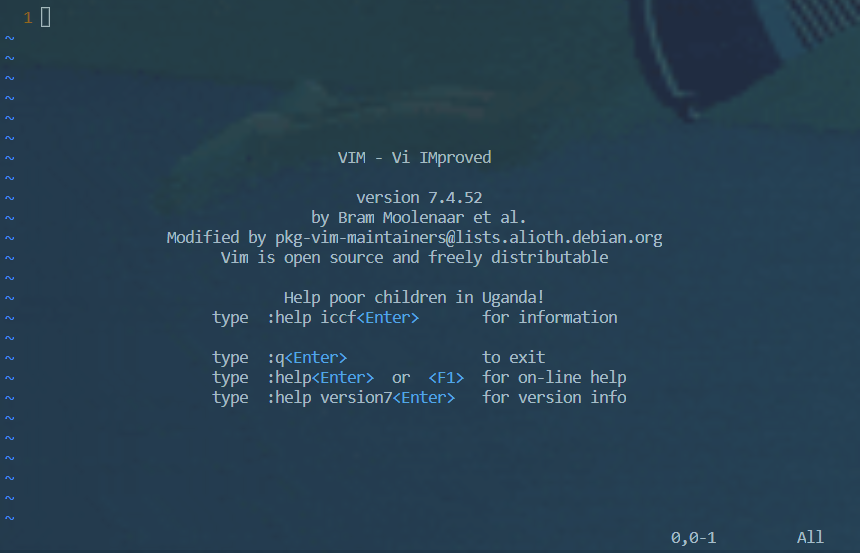 1
~
~
~
~
~
~
~ VIM - Vi IMproved
~
~ version 7.4.52
~ by Bram Moolenaar et al.
~ Modified by pkg-vim-maintainers@lists.alioth.debian.org
~ Vim is open source and freely distributable
~
~ Help poor children in Uganda!
~ type :help iccf<Enter> for information
~
~ type :q<Enter> to exit
~ type :help<Enter> or <F1> for on-line help
~ type :help version7<Enter> for version info
~
~
~
~
~
~
0,0-1 All